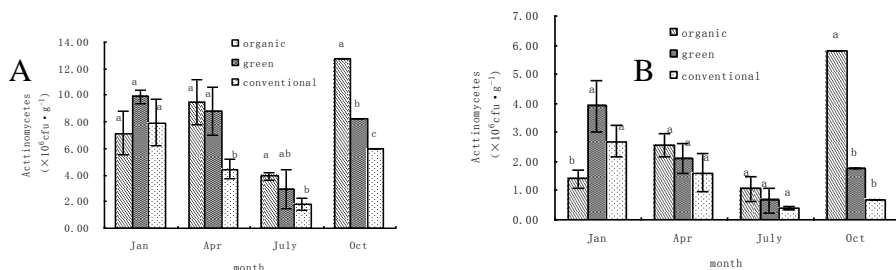 A
Acttinomycetes
(×10⁶cfu·g⁻¹)
14.00
12.00
10.00
8.00
6.00
4.00
2.00
0.00
organic
green
conventional
a a a
a a b
a ab b
a b c
Jan Apr July Oct
month
B
Acttinomycetes
(×10⁶cfu·g⁻¹)
7.00
6.00
5.00
4.00
3.00
2.00
1.00
0.00
organic
green
conventional
b a a
a a a
a a a
a b b
Jan Apr July Oct
month